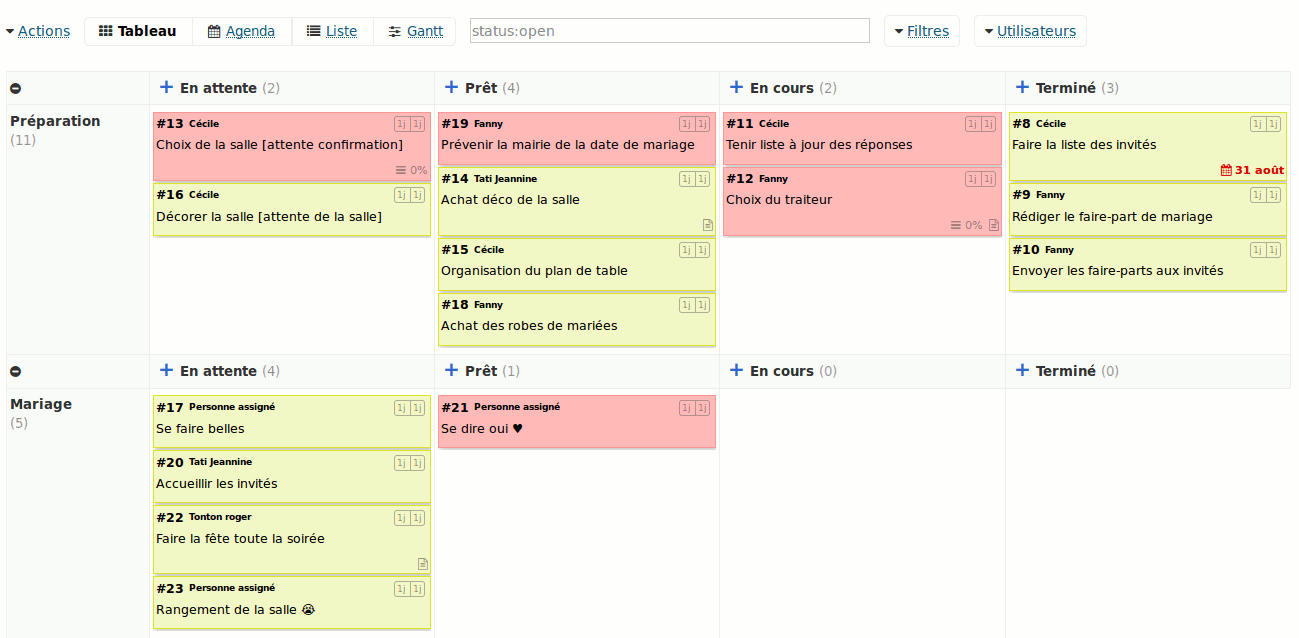 Actions Tableau Agenda Liste Gantt status:open Filtres Utilisateurs
En attente (2) Prêt (4) En cours (2) Terminé (3)
Préparation
(11)
#13 Cécile 1j 1j
Choix de la salle [attente confirmation]
0%
#16 Cécile 1j 1j
Décorer la salle [attente de la salle]
#19 Fanny 1j 1j
Prévenir la mairie de la date de mariage
#14 Tati Jeannine 1j 1j
Achat déco de la salle
#15 Cécile 1j 1j
Organisation du plan de table
#18 Fanny 1j 1j
Achat des robes de mariées
#11 Cécile 1j 1j
Tenir liste à jour des réponses
#12 Fanny 1j 1j
Choix du traiteur
0%
#8 Cécile 1j 1j
Faire la liste des invités
31 août
#9 Fanny 1j 1j
Rédiger le faire-part de mariage
#10 Fanny 1j 1j
Envoyer les faire-parts aux invités
En attente (4) Prêt (1) En cours (0) Terminé (0)
Mariage
(5)
#17 Personne assigné 1j 1j
Se faire belles
#20 Tati Jeannine 1j 1j
Accueillir les invités
#22 Tonton roger 1j 1j
Faire la fête toute la soirée
#23 Personne assigné 1j 1j
Rangement de la salle 😭
#21 Personne assigné 1j 1j
Se dire oui ♥